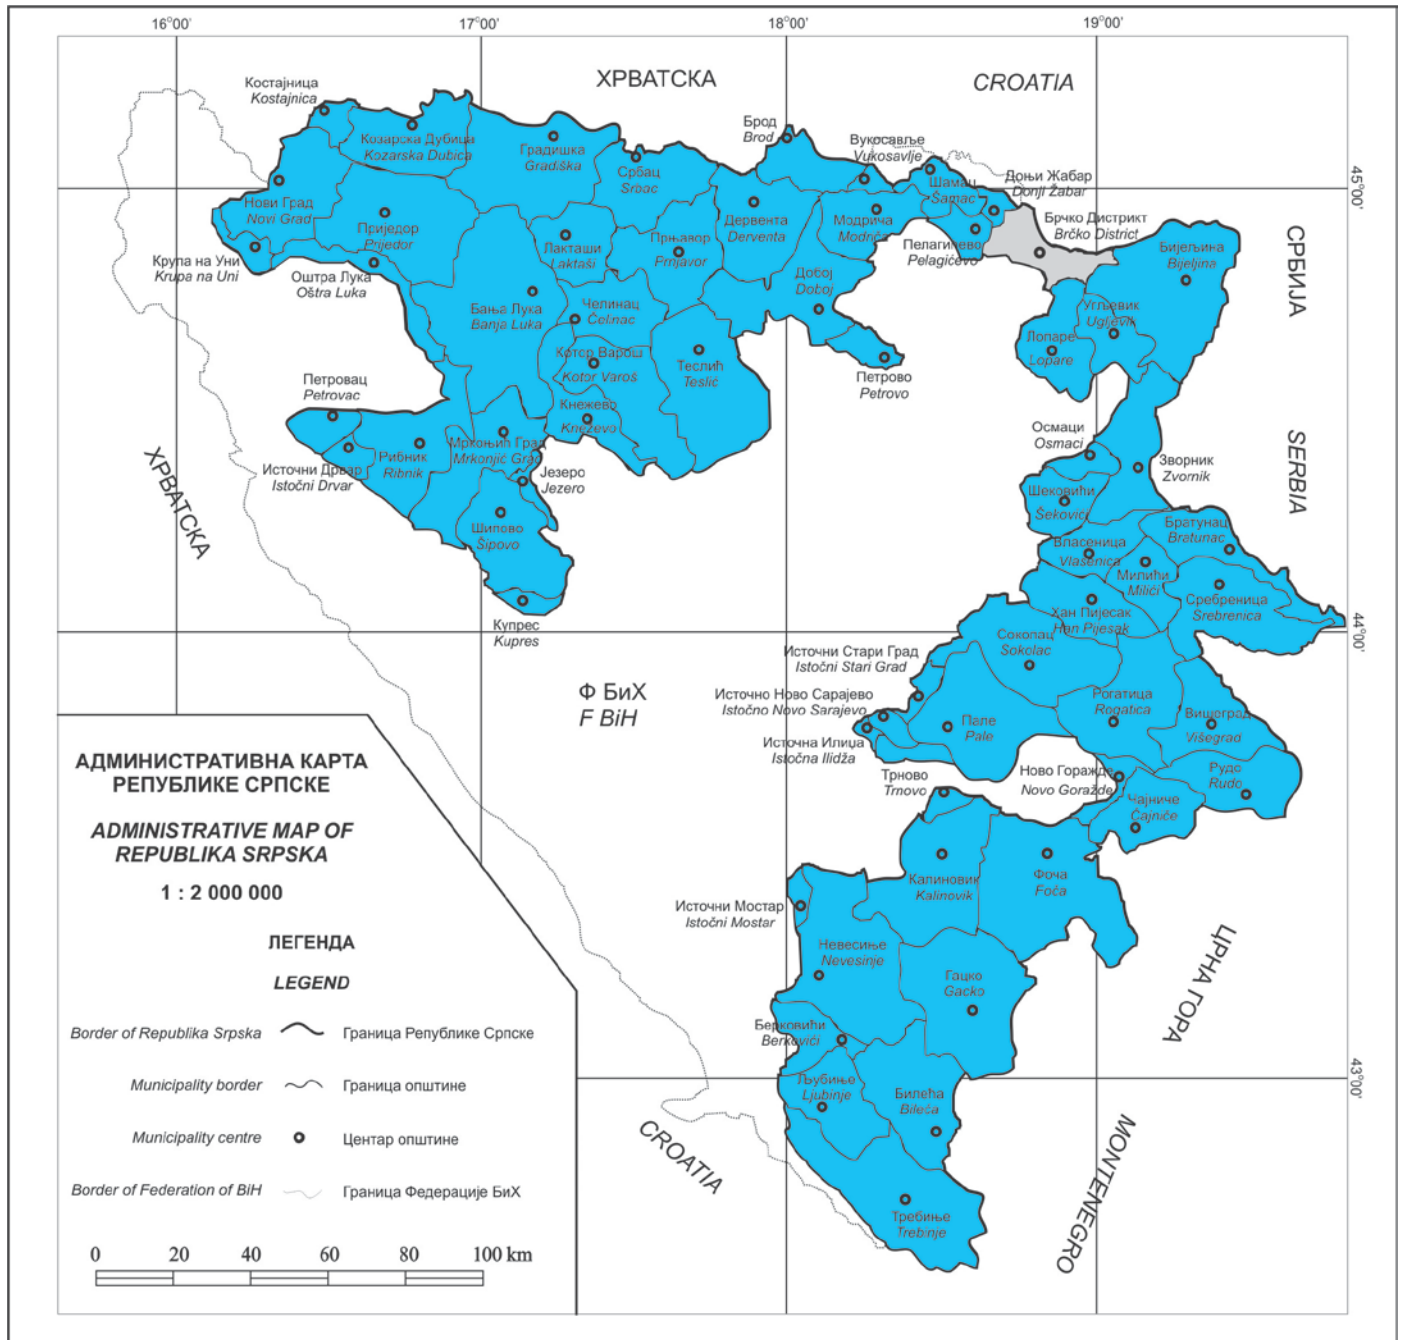 16°00'
17°00'
18°00'
19°00'
ХРВАТСКА
CROATIA
Костајница
Kostajnica
Козарска Дубица
Kozarska Dubica
Градишка
Gradiška
Србац
Srbac
Брод
Brod
Вукосавље
Vukosavlje
Шамац
Šamac
Доњи Жабар
Donji Žabar
Брчко Дистрикт
Brčko District
45°00'
Нови Град
Novi Grad
Приједор
Prijedor
Лакташи
Laktaši
Прњавор
Prnjavor
Дервента
Derventa
Модрича
Modriča
Пелагићево
Pelagićevo
Бијељина
Bijeljina
СРБИЈА
Крупа на Уни
Krupa na Uni
Оштра Лука
Oštra Luka
Бања Лука
Banja Luka
Челинац
Čelinac
Добој
Doboj
Угљевик
Ugljevik
Лопаре
Lopare
Котор Варош
Kotor Varoš
Теслић
Teslić
Петрово
Petrovo
Петровац
Petrovac
Кнежево
Kneževo
Осмаци
Osmaci
SERBIA
Зворник
Zvornik
Источни Дрвар
Istočni Drvar
Рибник
Ribnik
Мркоњић Град
Mrkonjić Grad
Језеро
Jezero
ХРВАТСКА
Шипово
Šipovo
Шековићи
Šekovići
Братунац
Bratunac
Власеница
Vlasenica
Милићи
Milići
Сребреница
Srebrenica
Купрес
Kupres
Хан Пијесак
Han Pijesak
44°00'
Соколац
Sokolac
Источни Стари Град
Istočni Stari Grad
Ф БиХ
F BiH
Источно Ново Сарајево
Istočno Novo Sarajevo
Рогатица
Rogatica
Пале
Pale
Вишеград
Višegrad
Источна Илиџа
Istočna Ilidža
Трново
Trnovo
Ново Горажде
Novo Goražde
Рудо
Rudo
Чајниче
Čajniče
Калиновик
Kalinovik
Фоча
Foča
Источни Мостар
Istočni Mostar
Невесиње
Nevesinje
Гацко
Gacko
ЦРНА ГОРА
Берковићи
Berkovići
Љубиње
Ljubinje
Билећа
Bileća
43°00'
CROATIA
MONTENEGRO
Требиње
Trebinje
АДМИНИСТРАТИВНА КАРТА
РЕПУБЛИКЕ СРПСКЕ
ADMINISTRATIVE MAP OF
REPUBLIKA SRPSKA
1 : 2 000 000
ЛЕГЕНДА
LEGEND
Border of Republika Srpska Граница Републике Српске
Municipality border Граница општине
Municipality centre Центар општине
Border of Federation of BiH Граница Федерације БиХ
0 20 40 60 80 100 km